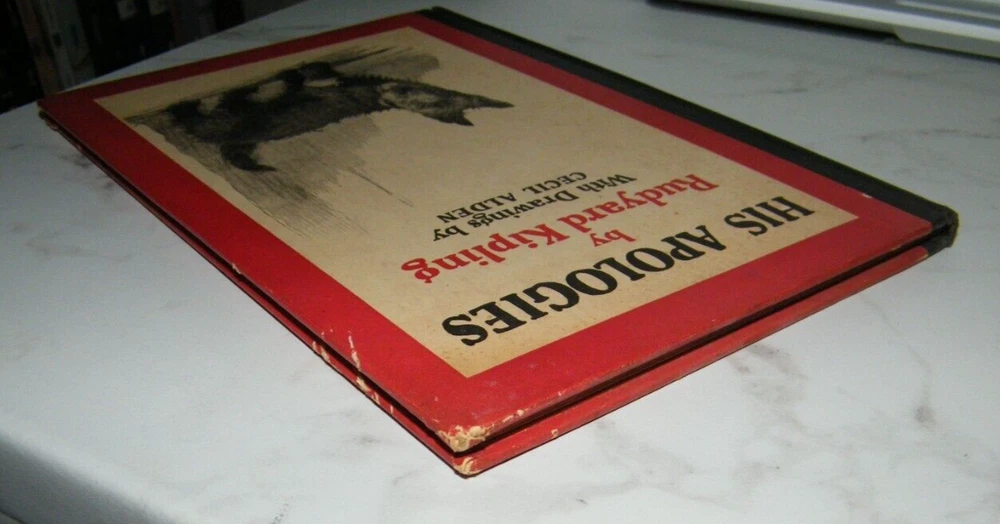 HIS APOLOGIES
by
Rudyard Kipling
With Drawings by
CECIL ALDEN